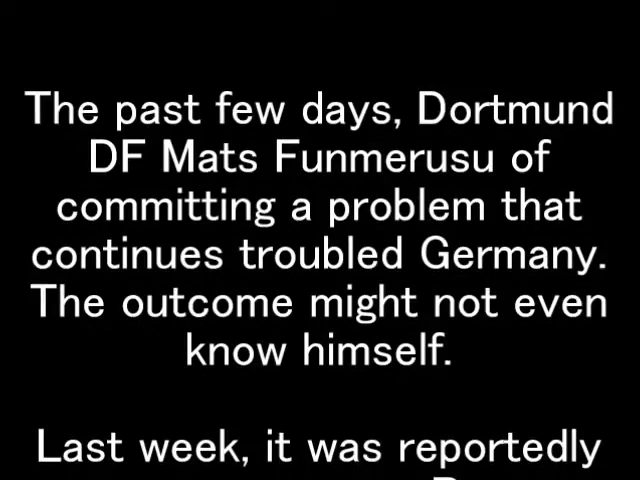 The past few days, Dortmund
DF Mats Funmerusu of
committing a problem that
continues troubled Germany.
The outcome might not even
know himself.
Last week, it was reportedly